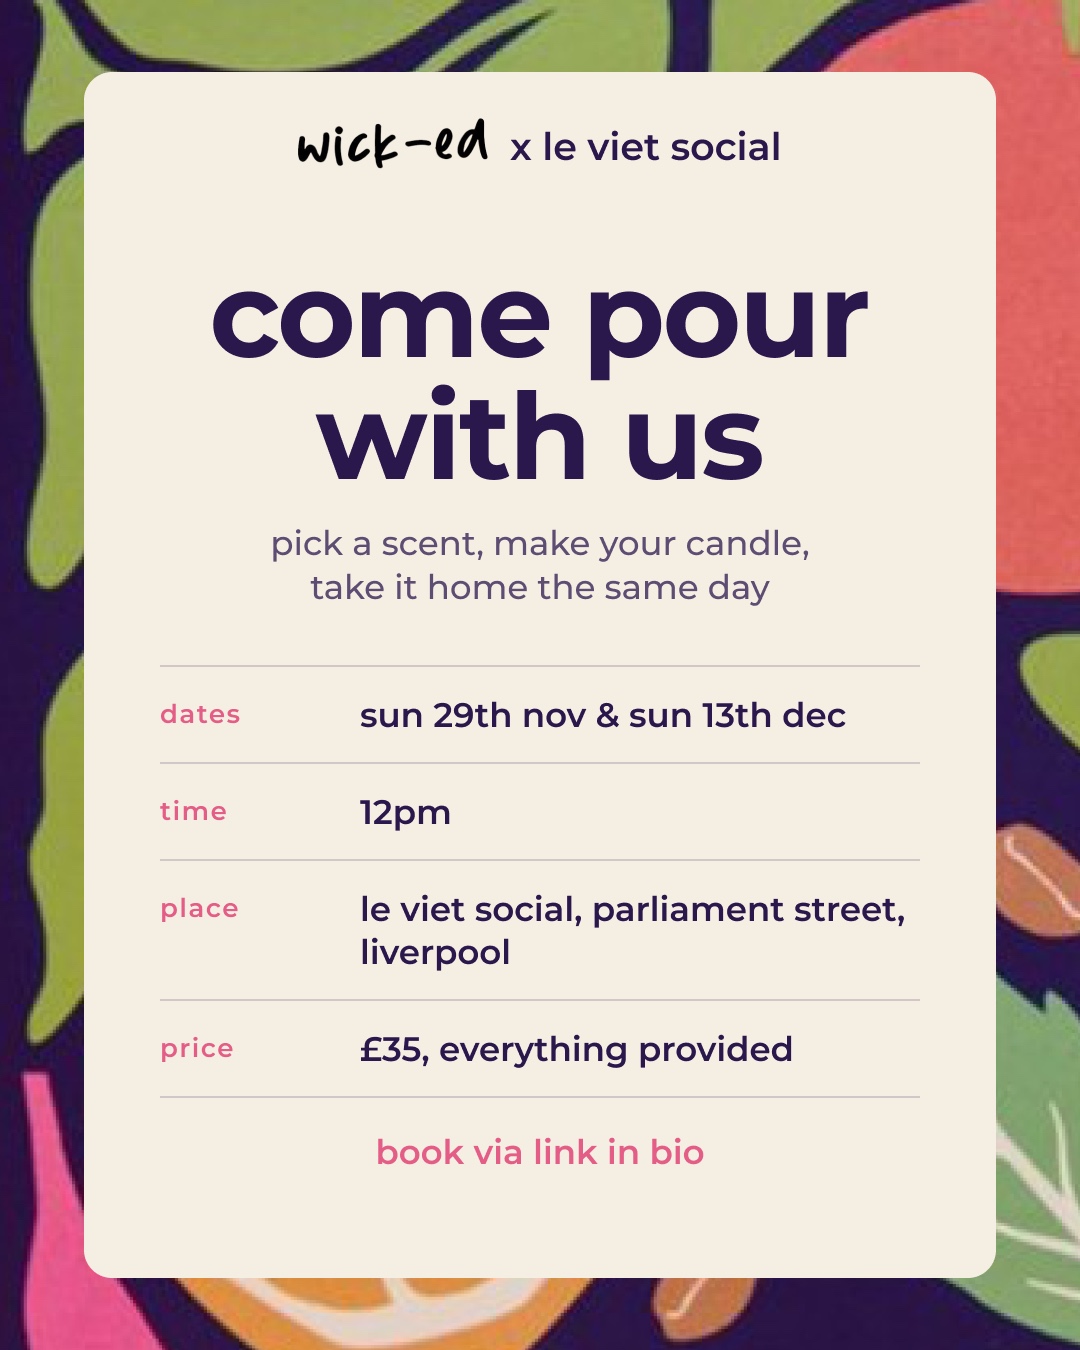 wick-ed x le viet social
come pour
with us
pick a scent, make your candle,
take it home the same day
dates
sun 29th nov & sun 13th dec
time
12pm
place
le viet social, parliament street,
liverpool
price
£35, everything provided
book via link in bio